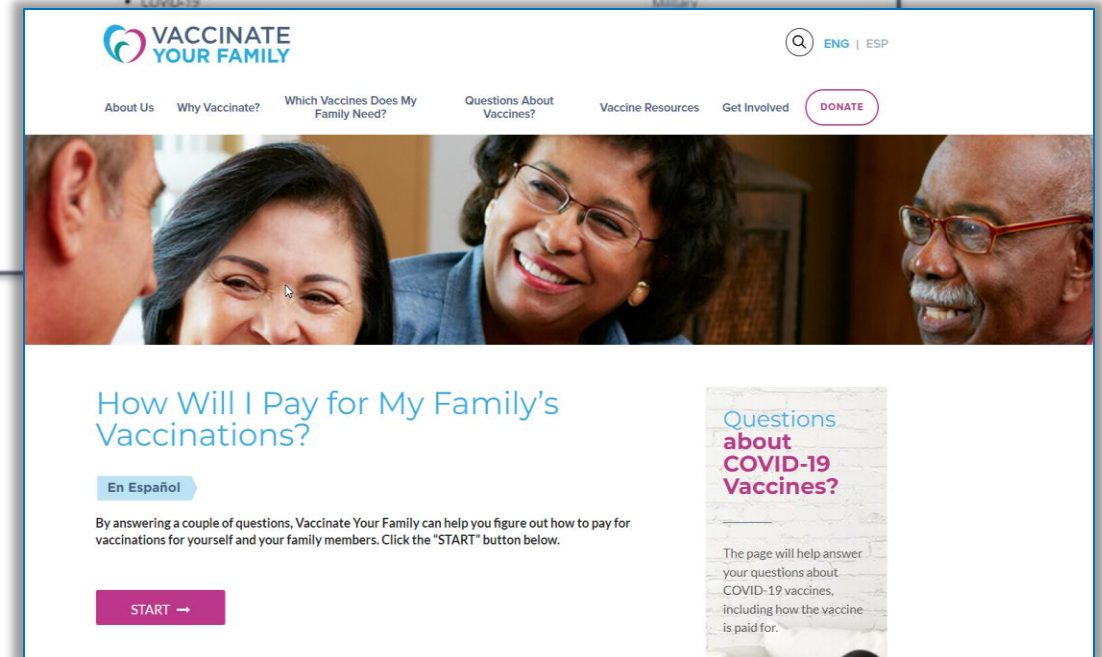 • COVID-19
Military
VACCINATE
YOUR FAMILY
ENG | ESP
About Us
Why Vaccinate?
Which Vaccines Does My
Family Need?
Questions About
Vaccines?
Vaccine Resources
Get Involved
DONATE
How Will I Pay for My Family's
Vaccinations?
En Español
By answering a couple of questions, Vaccinate Your Family can help you figure out how to pay for
vaccinations for yourself and your family members. Click the “START” button below.
START →
Questions
about
COVID-19
Vaccines?
The page will help answer
your questions about
COVID-19 vaccines,
including how the vaccine
is paid for.